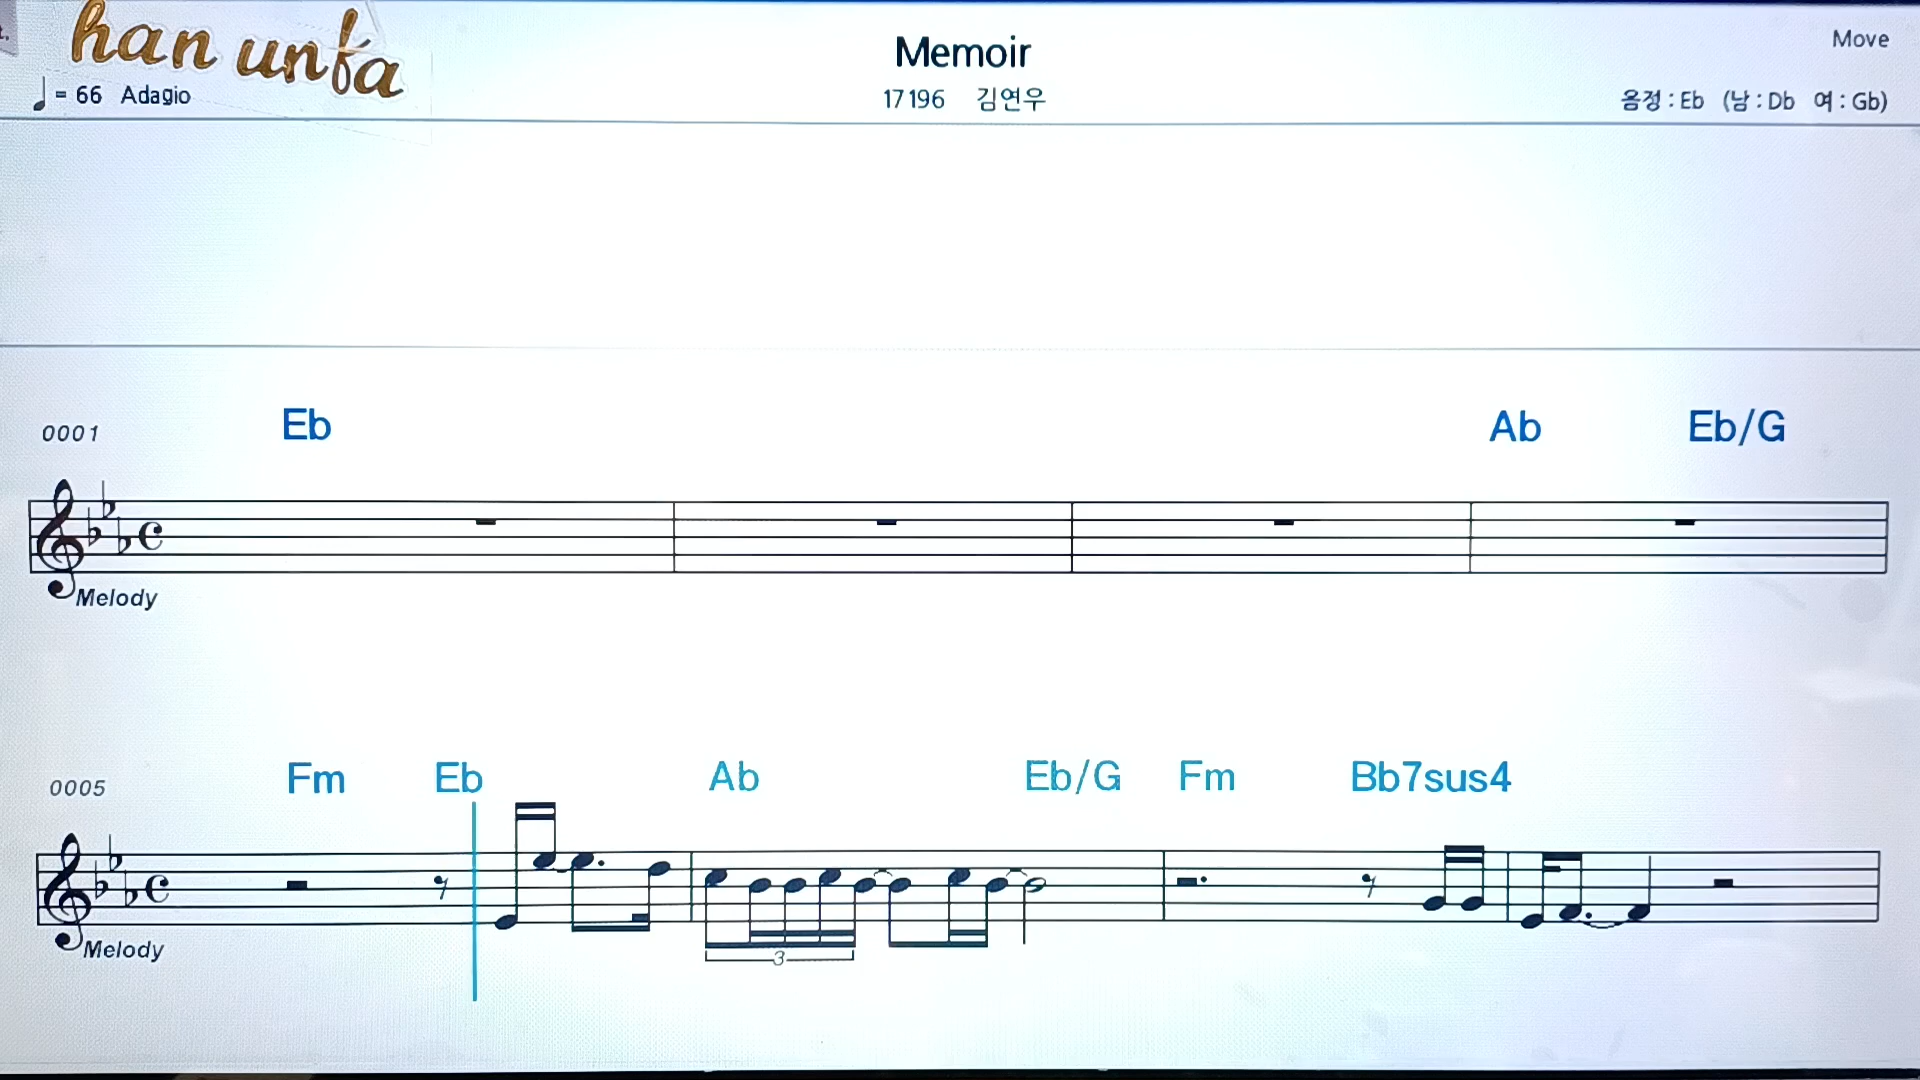 han unfa
Memoir
Move
= 66 Adagio
17196 김연우
음정 : Eb (남 : Db 여 : Gb)
0001 Eb Ab Eb/G
Melody
0005 Fm Eb Ab Eb/G Fm Bb7sus4
Melody
3